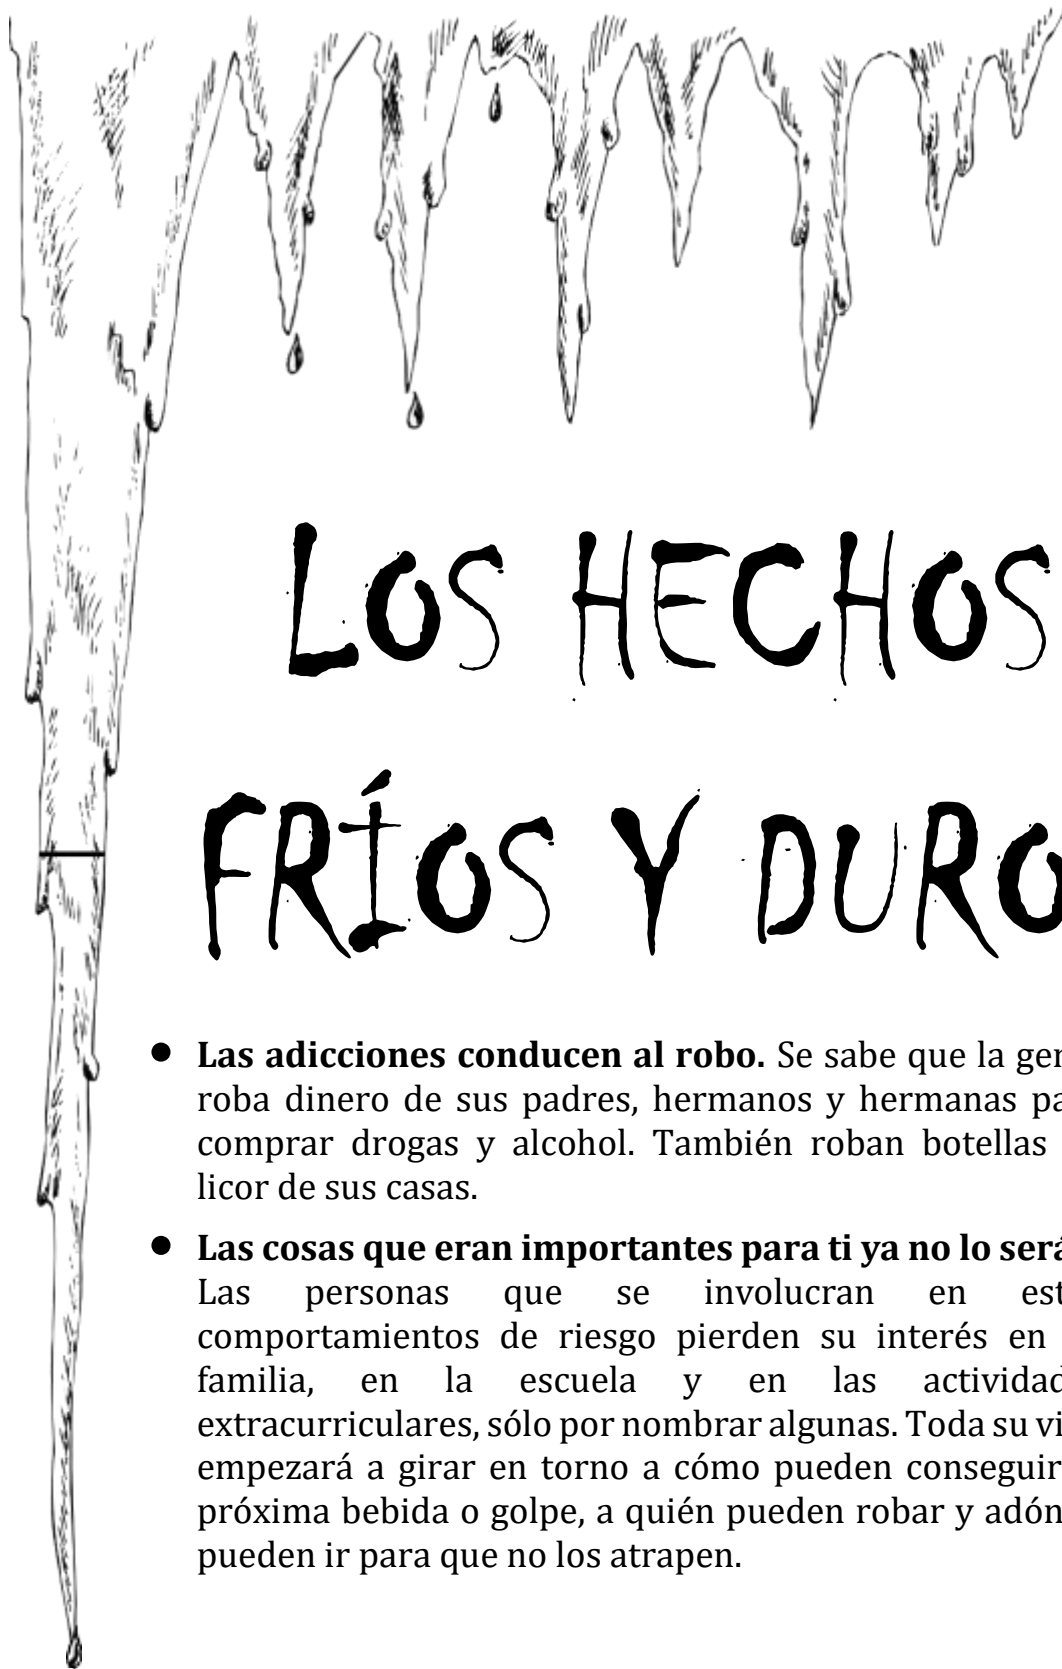 LOS HECHOS
FRÍOS Y DURO
• Las adicciones conducen al robo. Se sabe que la gen
roba dinero de sus padres, hermanos y hermanas pa
comprar drogas y alcohol. También roban botellas
licor de sus casas.
• Las cosas que eran importantes para ti ya no lo será
Las personas que se involucran en est
comportamientos de riesgo pierden su interés en
familia, en la escuela y en las actividad
extracurriculares, sólo por nombrar algunas. Toda su vi
empezará a girar en torno a cómo pueden conseguir
próxima bebida o golpe, a quién pueden robar y adón
pueden ir para que no los atrapen.